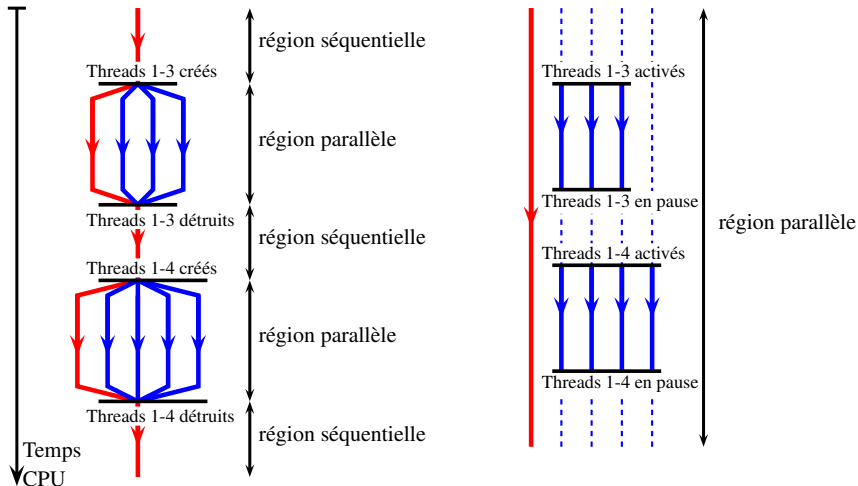 région séquentielle
Threads 1-3 créés
région parallèle
Threads 1-3 détruits
région séquentielle
Threads 1-4 créés
région parallèle
Threads 1-4 détruits
région séquentielle
Temps
CPU
Threads 1-3 activés
Threads 1-3 en pause
région parallèle
Threads 1-4 activés
Threads 1-4 en pause